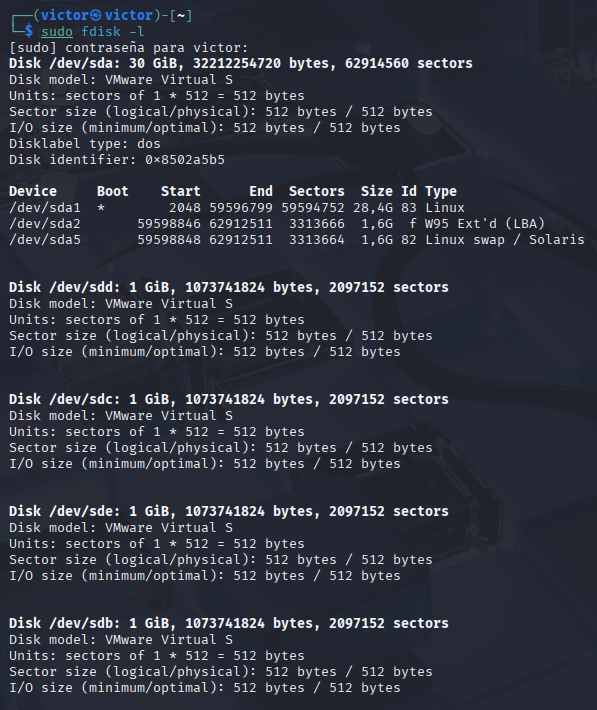 ┌──(victor㉿victor)-[~]
└─$ sudo fdisk -l
[sudo] contraseña para victor:
Disk /dev/sda: 30 GiB, 32212254720 bytes, 62914560 sectors
Disk model: VMware Virtual S
Units: sectors of 1 * 512 = 512 bytes
Sector size (logical/physical): 512 bytes / 512 bytes
I/O size (minimum/optimal): 512 bytes / 512 bytes
Disklabel type: dos
Disk identifier: 0×8502a5b5
Device     Boot    Start      End  Sectors  Size Id Type
/dev/sda1  *        2048 59596799 59594752 28,4G 83 Linux
/dev/sda2       59598846 62912511  3313666  1,6G  f W95 Ext'd (LBA)
/dev/sda5       59598848 62912511  3313664  1,6G 82 Linux swap / Solaris
Disk /dev/sdd: 1 GiB, 1073741824 bytes, 2097152 sectors
Disk model: VMware Virtual S
Units: sectors of 1 * 512 = 512 bytes
Sector size (logical/physical): 512 bytes / 512 bytes
I/O size (minimum/optimal): 512 bytes / 512 bytes
Disk /dev/sdc: 1 GiB, 1073741824 bytes, 2097152 sectors
Disk model: VMware Virtual S
Units: sectors of 1 * 512 = 512 bytes
Sector size (logical/physical): 512 bytes / 512 bytes
I/O size (minimum/optimal): 512 bytes / 512 bytes
Disk /dev/sde: 1 GiB, 1073741824 bytes, 2097152 sectors
Disk model: VMware Virtual S
Units: sectors of 1 * 512 = 512 bytes
Sector size (logical/physical): 512 bytes / 512 bytes
I/O size (minimum/optimal): 512 bytes / 512 bytes
Disk /dev/sdb: 1 GiB, 1073741824 bytes, 2097152 sectors
Disk model: VMware Virtual S
Units: sectors of 1 * 512 = 512 bytes
Sector size (logical/physical): 512 bytes / 512 bytes
I/O size (minimum/optimal): 512 bytes / 512 bytes